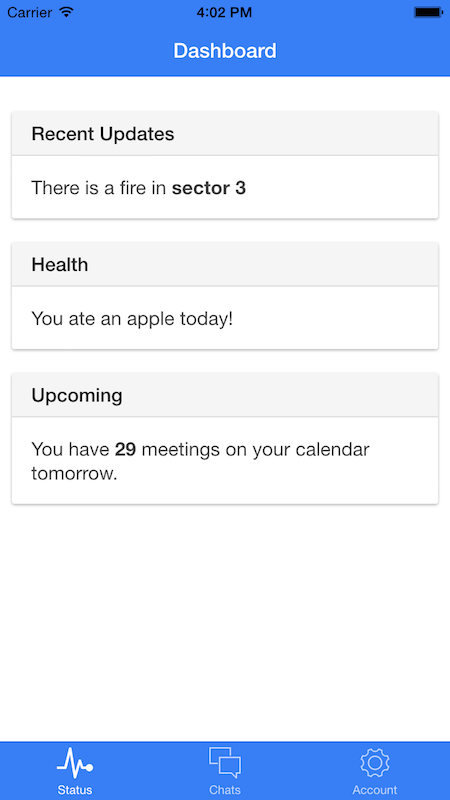 Carrier 4:02 PM
Dashboard
Recent Updates
There is a fire in sector 3
Health
You ate an apple today!
Upcoming
You have 29 meetings on your calendar
tomorrow.
Status Chats Account